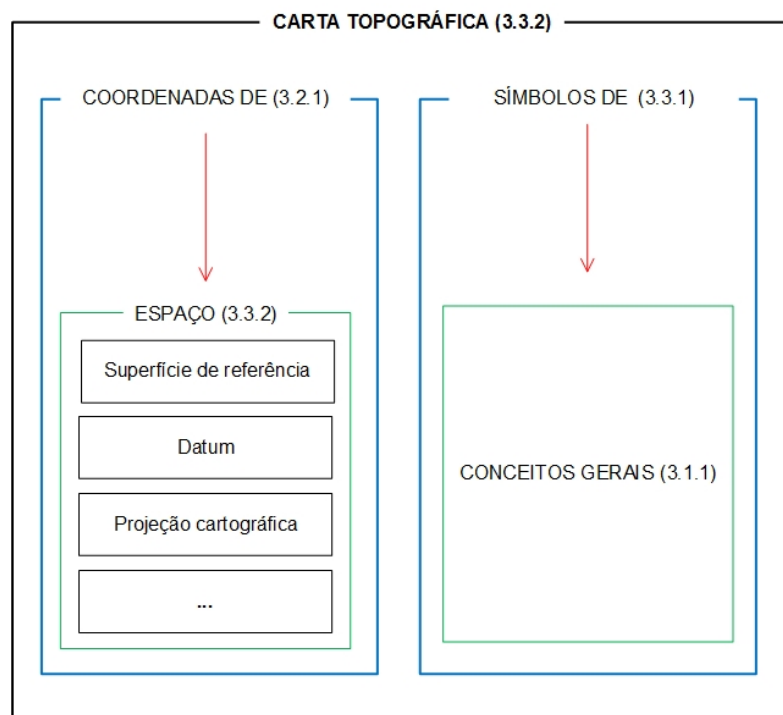 CARTA TOPOGRÁFICA (3.3.2)
COORDENADAS DE (3.2.1)
SÍMBOLOS DE (3.3.1)
ESPAÇO (3.3.2)
Superfície de referência
Datum
Projeção cartográfica
...
CONCEITOS GERAIS (3.1.1)